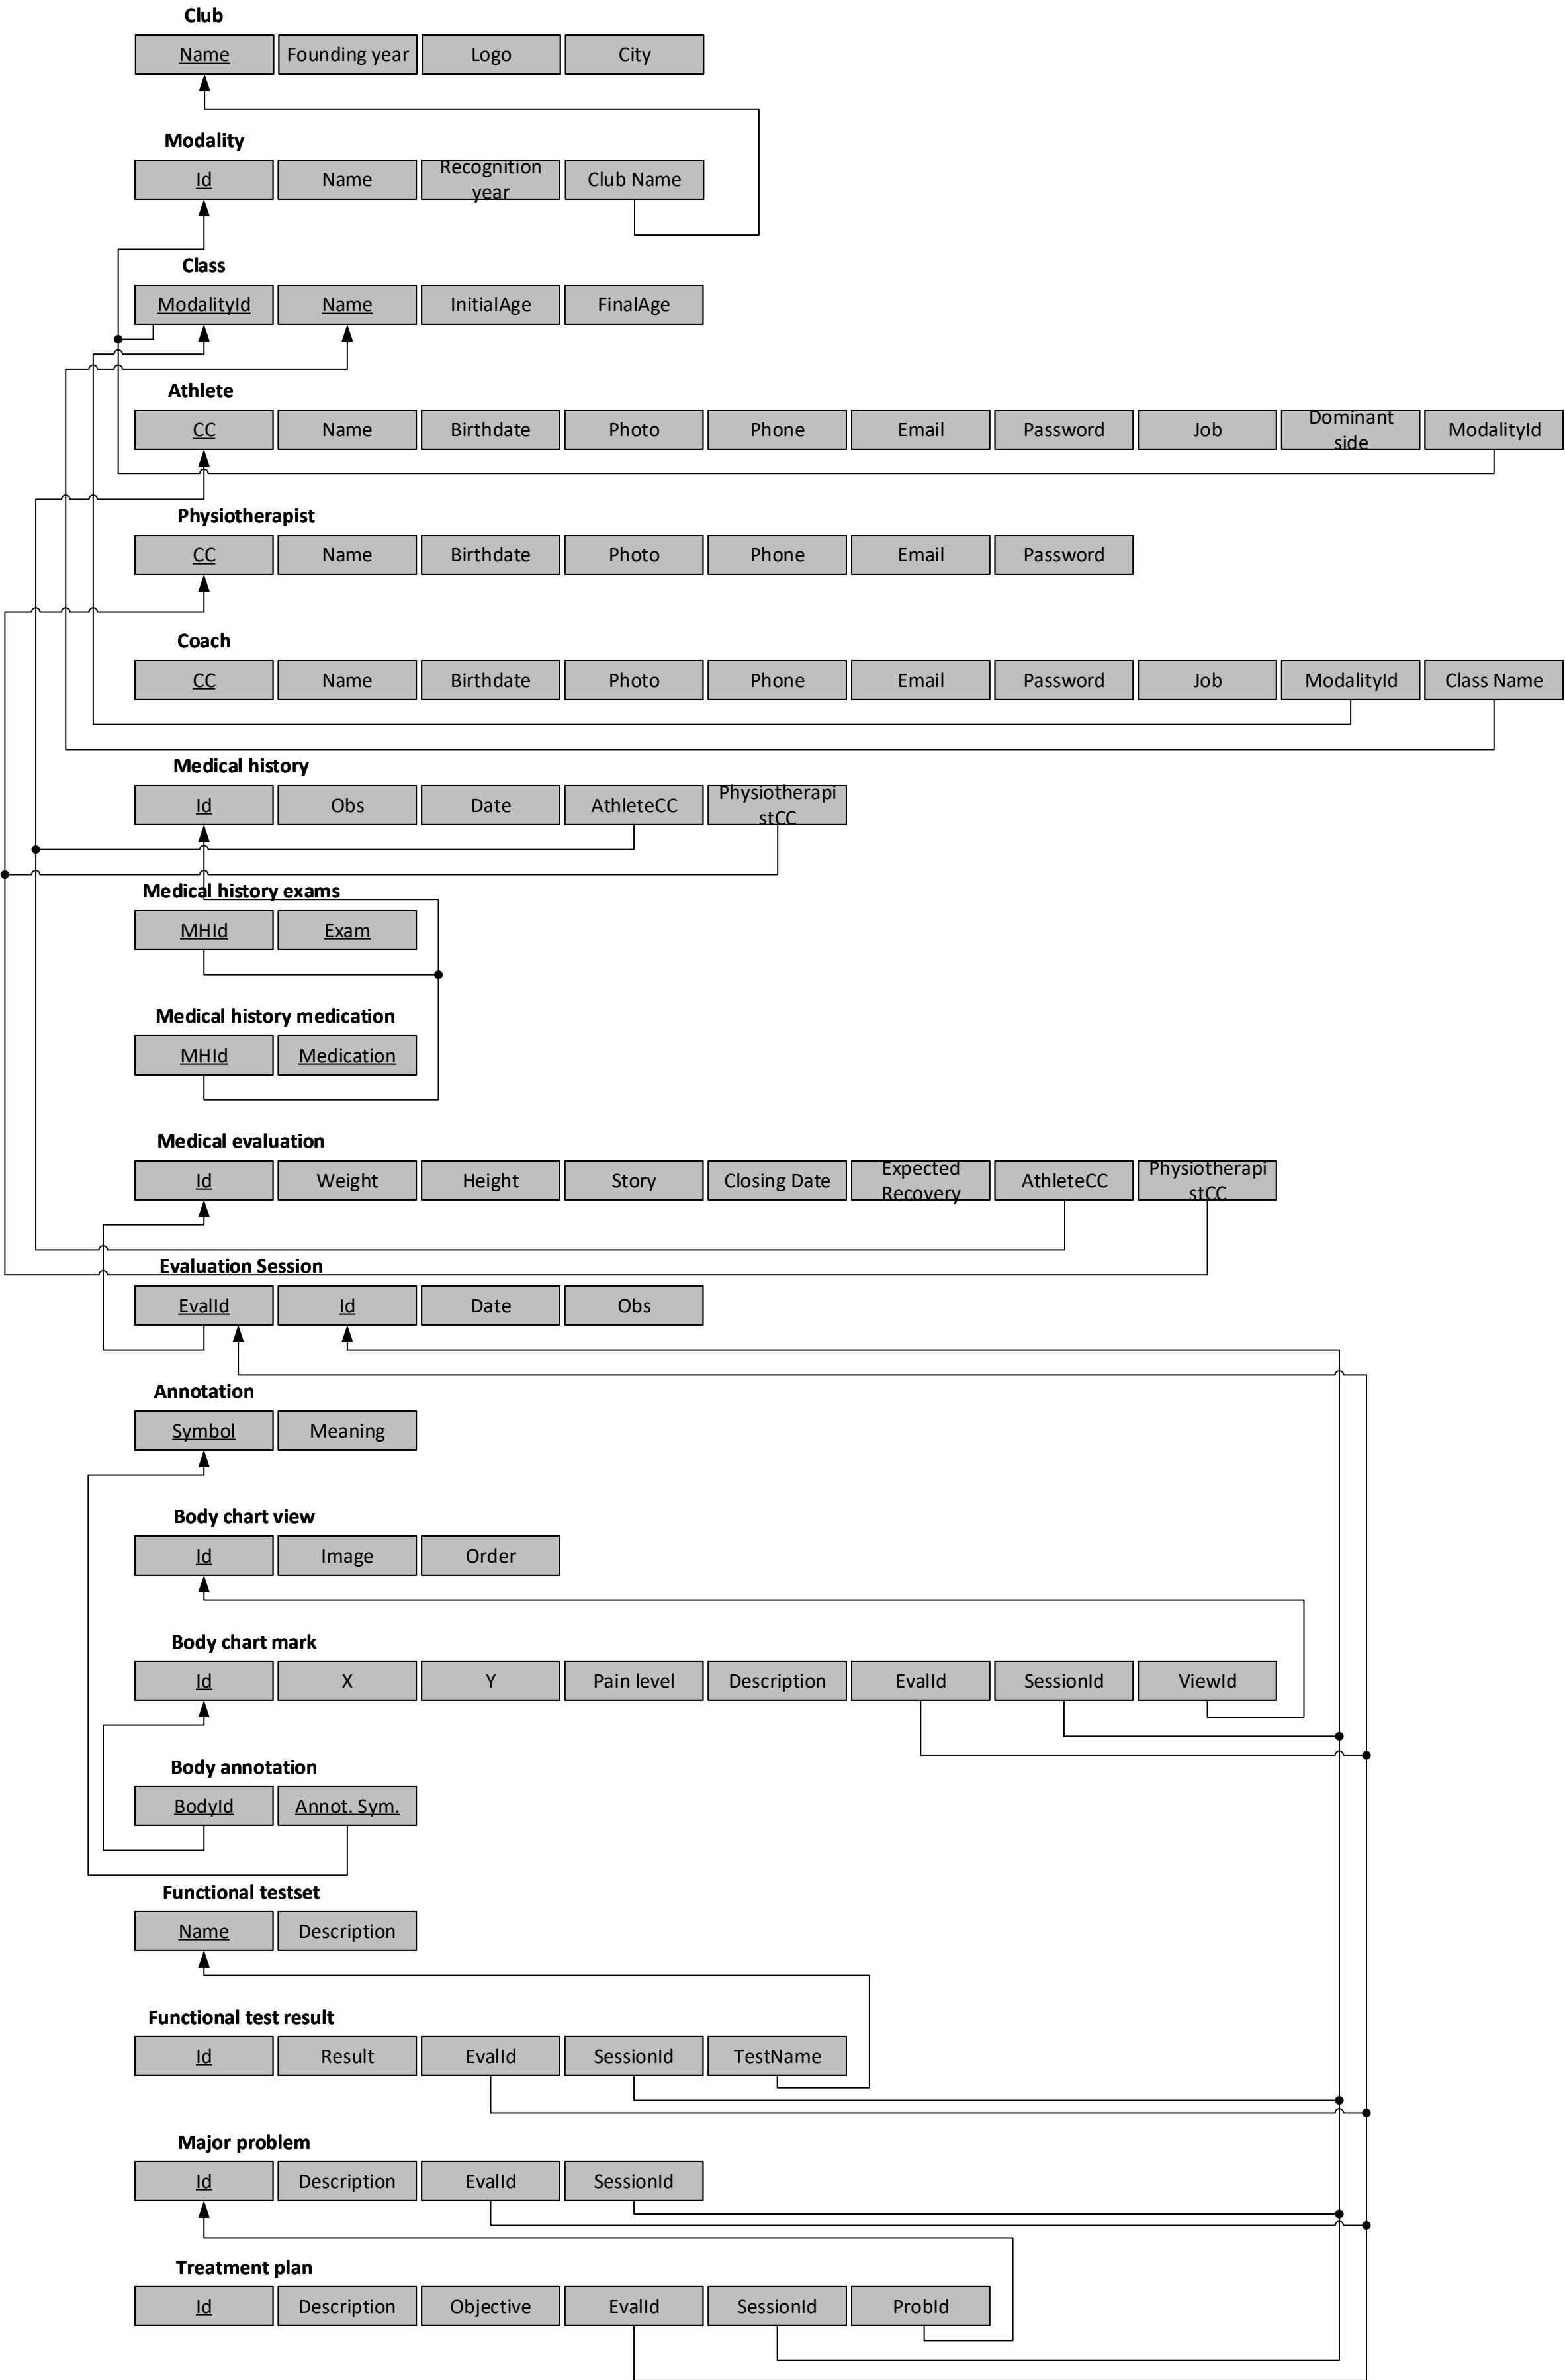 Club
Name Founding year Logo City
Modality
Id Name Recognition year Club Name
Class
ModalityId Name InitialAge FinalAge
Athlete
CC Name Birthdate Photo Phone Email Password Job Dominant side ModalityId
Physiotherapist
CC Name Birthdate Photo Phone Email Password
Coach
CC Name Birthdate Photo Phone Email Password Job ModalityId Class Name
Medical history
Id Obs Date AthleteCC PhysiotherapistCC
Medical history exams
MHId Exam
Medical history medication
MHId Medication
Medical evaluation
Id Weight Height Story Closing Date Expected Recovery AthleteCC PhysiotherapistCC
Evaluation Session
EvalId Id Date Obs
Annotation
Symbol Meaning
Body chart view
Id Image Order
Body chart mark
Id X Y Pain level Description EvalId SessionId ViewId
Body annotation
BodyId Annot. Sym.
Functional testset
Name Description
Functional test result
Id Result EvalId SessionId TestName
Major problem
Id Description EvalId SessionId
Treatment plan
Id Description Objective EvalId SessionId ProbId